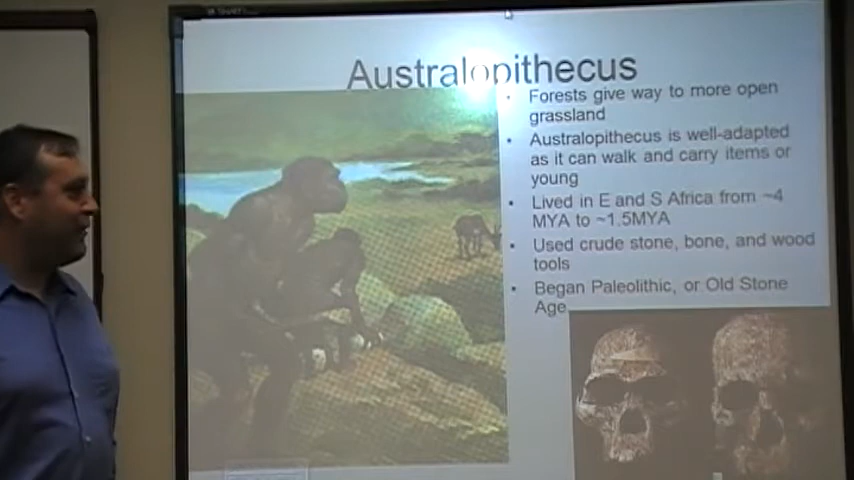 Australopithecus
• Forests give way to more open
grassland
• Australopithecus is well-adapted
as it can walk and carry items or
young
• Lived in E and S Africa from ~4
MYA to ~1.5MYA
• Used crude stone, bone, and wood
tools
• Began Paleolithic, or Old Stone
Age